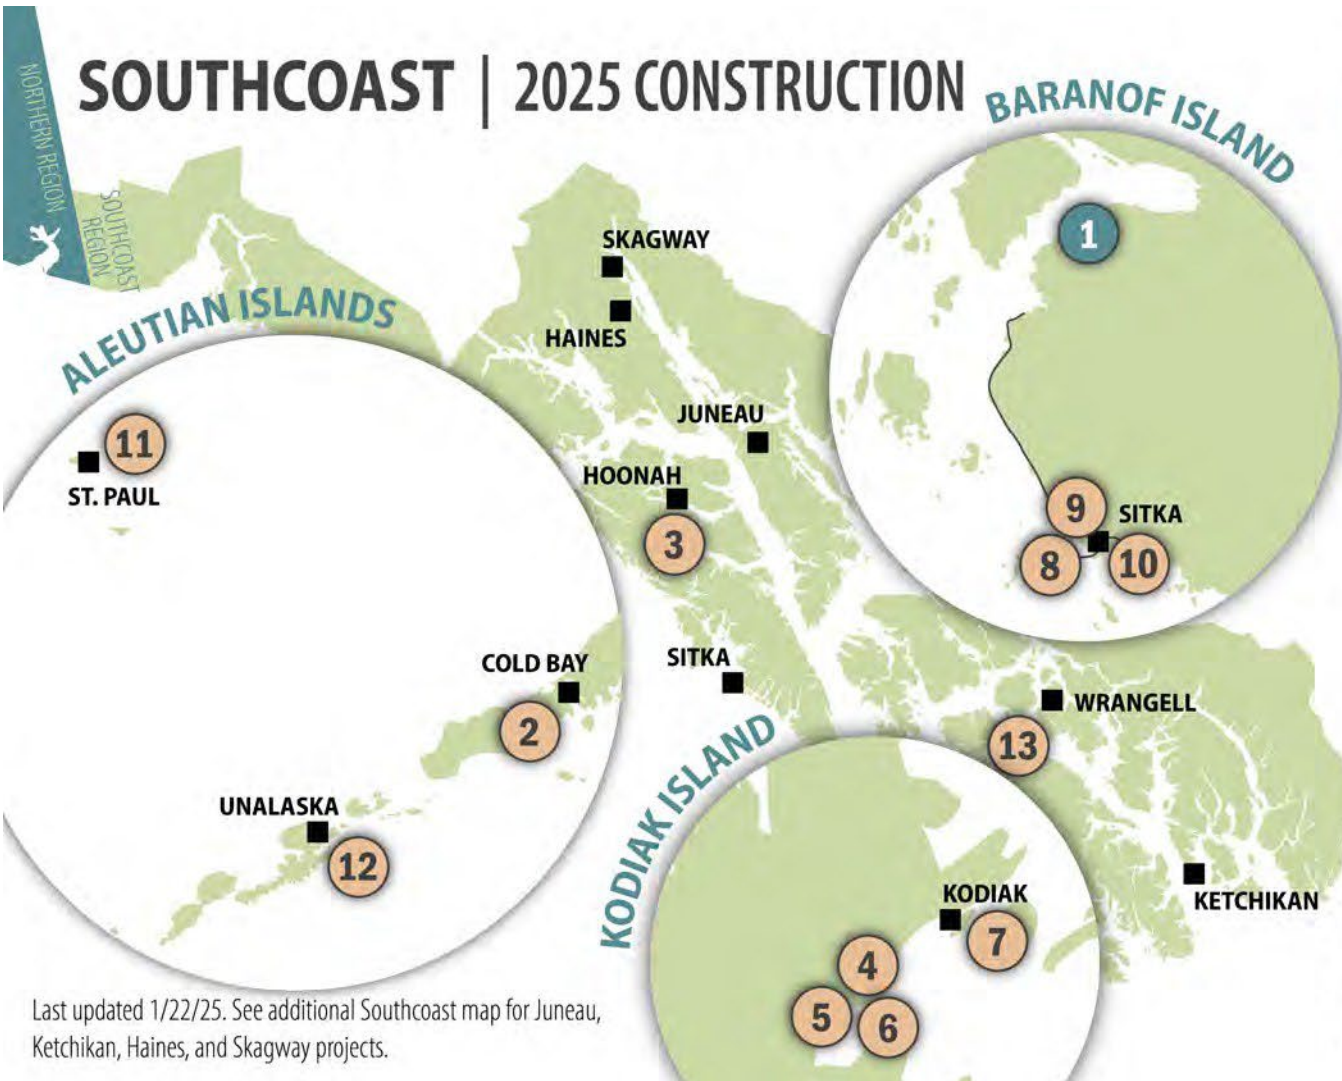 SOUTHCOAST | 2025 CONSTRUCTION
NORTHERN REGION
SOUTHCOAST
REGION
BARANOF ISLAND
1
9
SITKA
8
10
ALEUTIAN ISLANDS
11
ST. PAUL
COLD BAY
2
UNALASKA
12
SKAGWAY
HAINES
JUNEAU
HOONAH
3
SITKA
WRANGELL
13
KETCHIKAN
KODIAK ISLAND
KODIAK
7
4
5
6
Last updated 1/22/25. See additional Southcoast map for Juneau,
Ketchikan, Haines, and Skagway projects.